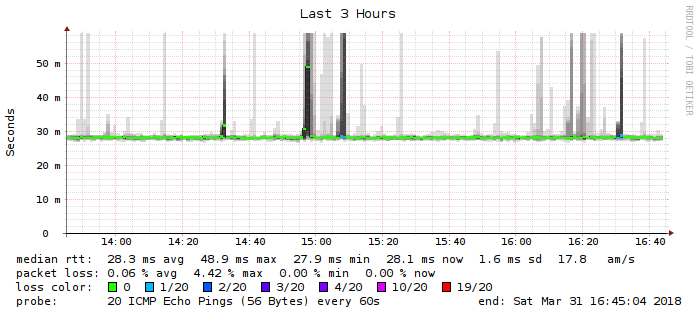 Last 3 Hours
RRDTOOL / TOBI OETIKER
Seconds
50 m
40 m
30 m
20 m
10 m
0
14:00 14:20 14:40 15:00 15:20 15:40 16:00 16:20 16:40
median rtt: 28.3 ms avg 48.9 ms max 27.9 ms min 28.1 ms now 1.6 ms sd 17.8 am/s
packet loss: 0.06 % avg 4.42 % max 0.00 % min 0.00 % now
loss color: 0 1/20 2/20 3/20 4/20 10/20 19/20
probe: 20 ICMP Echo Pings (56 Bytes) every 60s end: Sat Mar 31 16:45:04 2018